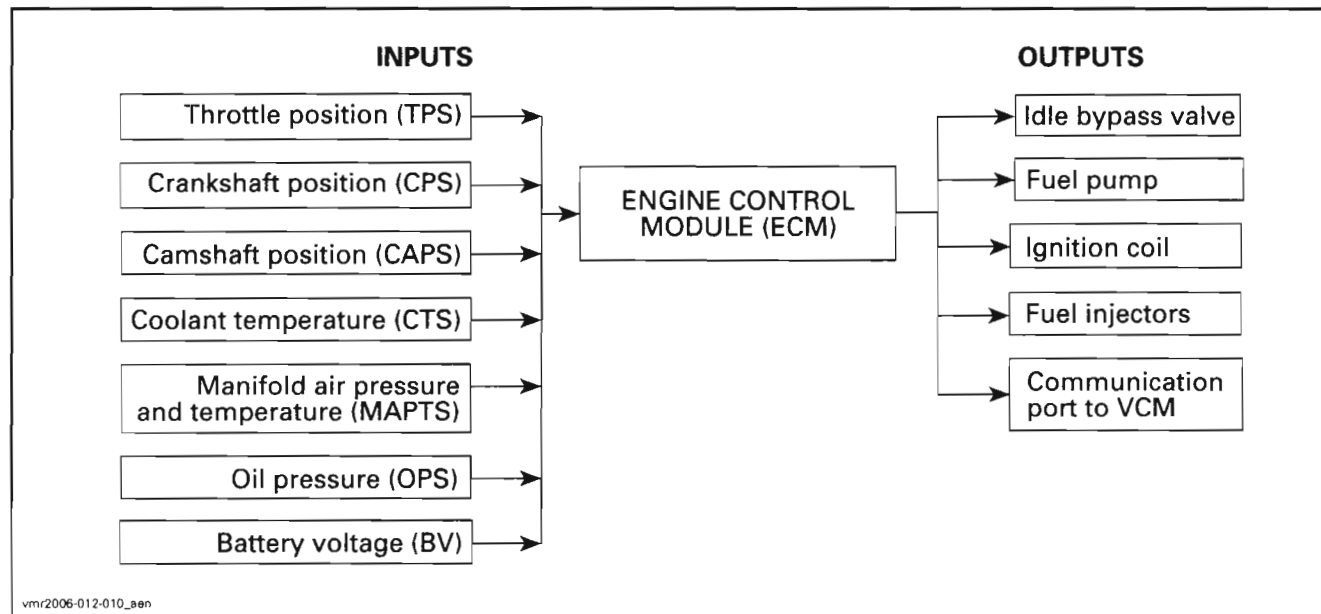 INPUTS
Throttle position (TPS)
Crankshaft position (CPS)
Camshaft position (CAPS)
Coolant temperature (CTS)
Manifold air pressure
and temperature (MAPTS)
Oil pressure (OPS)
Battery voltage (BV)
ENGINE CONTROL
MODULE (ECM)
OUTPUTS
Idle bypass valve
Fuel pump
Ignition coil
Fuel injectors
Communication
port to VCM
vmr2006-012-010_aen